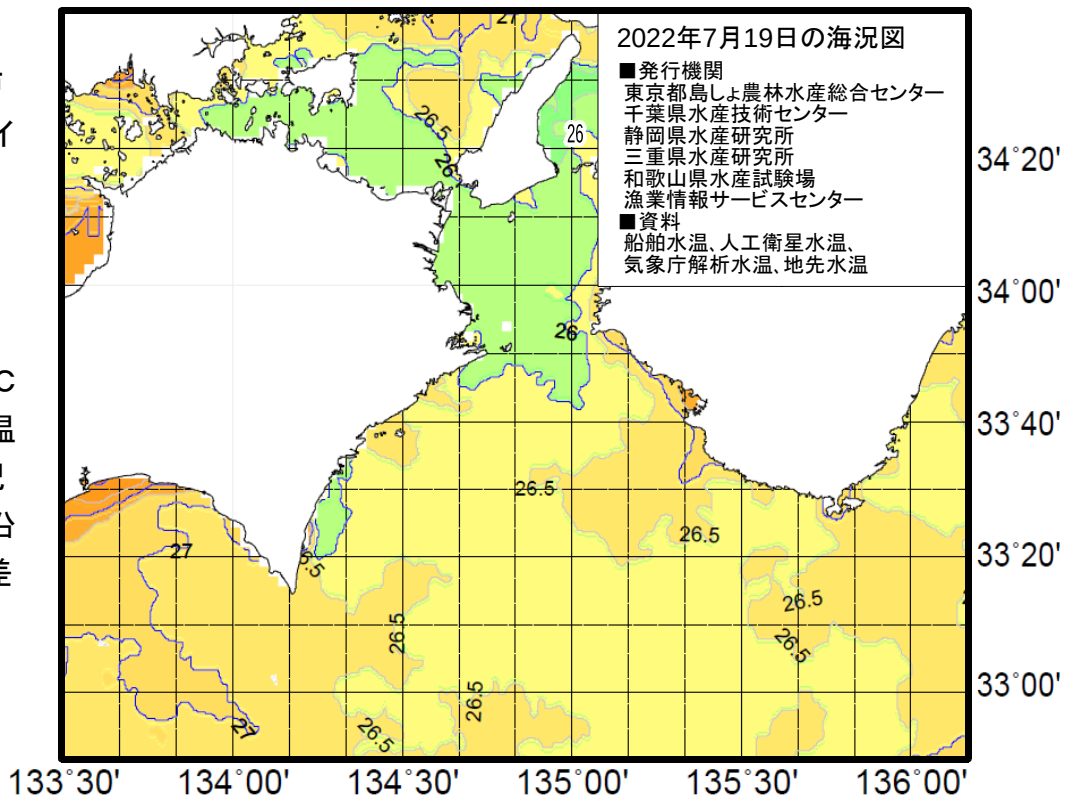 2022年7月19日の海況図
■発行機関
東京都島しょ農林水産総合センター
千葉県水産技術センター
静岡県水産研究所
三重県水産研究所
和歌山県水産試験場
漁業情報サービスセンター
■資料
船舶水温、人工衛星水温、
気象庁解析水温、地先水温
27
26.5
26
26
26
26.5
26.5
27
26.5
26.5
26.5
26.5
26.5
27
34°20'
34°00'
33°40'
33°20'
33°00'
133°30'
134°00'
134°30'
135°00'
135°30'
136°00'
イ
C
温
沿
差